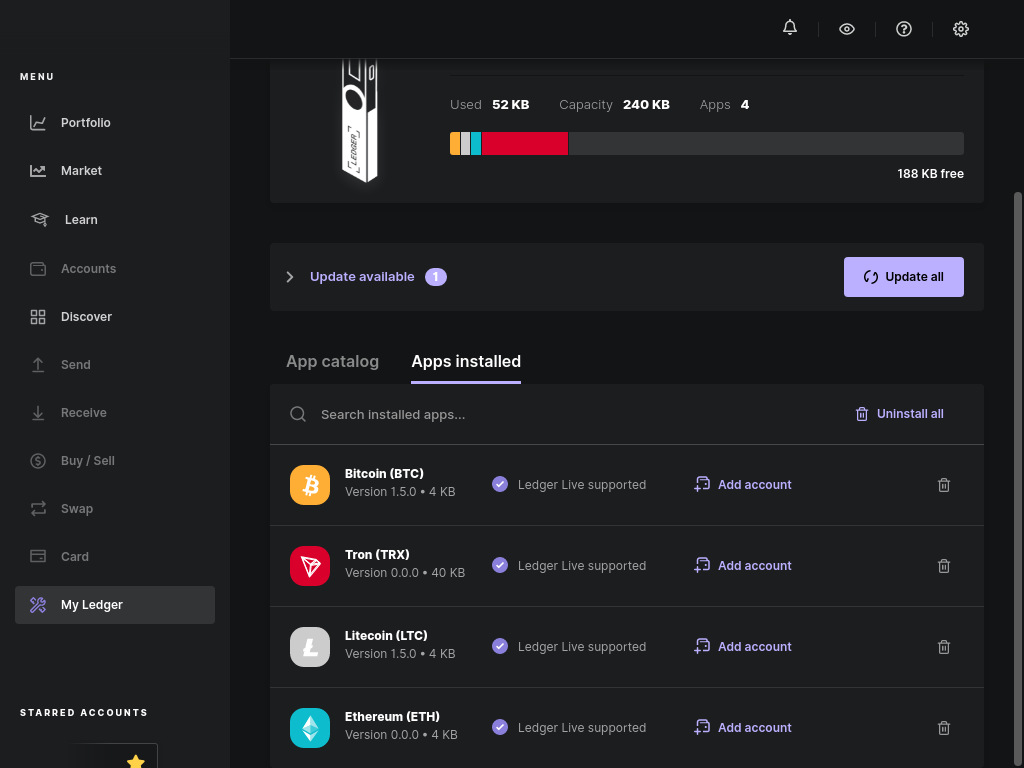 MENU
Portfolio
Market
Learn
Accounts
Discover
Send
Receive
Buy / Sell
Swap
Card
My Ledger
STARRED ACCOUNTS
LEDGER
Used 52 KB Capacity 240 KB Apps 4
188 KB free
Update available 1 Update all
App catalog Apps installed
Search installed apps... Uninstall all
Bitcoin (BTC)
Version 1.5.0 • 4 KB Ledger Live supported Add account
Tron (TRX)
Version 0.0.0 • 40 KB Ledger Live supported Add account
Litecoin (LTC)
Version 1.5.0 • 4 KB Ledger Live supported Add account
Ethereum (ETH)
Version 0.0.0 • 4 KB Ledger Live supported Add account